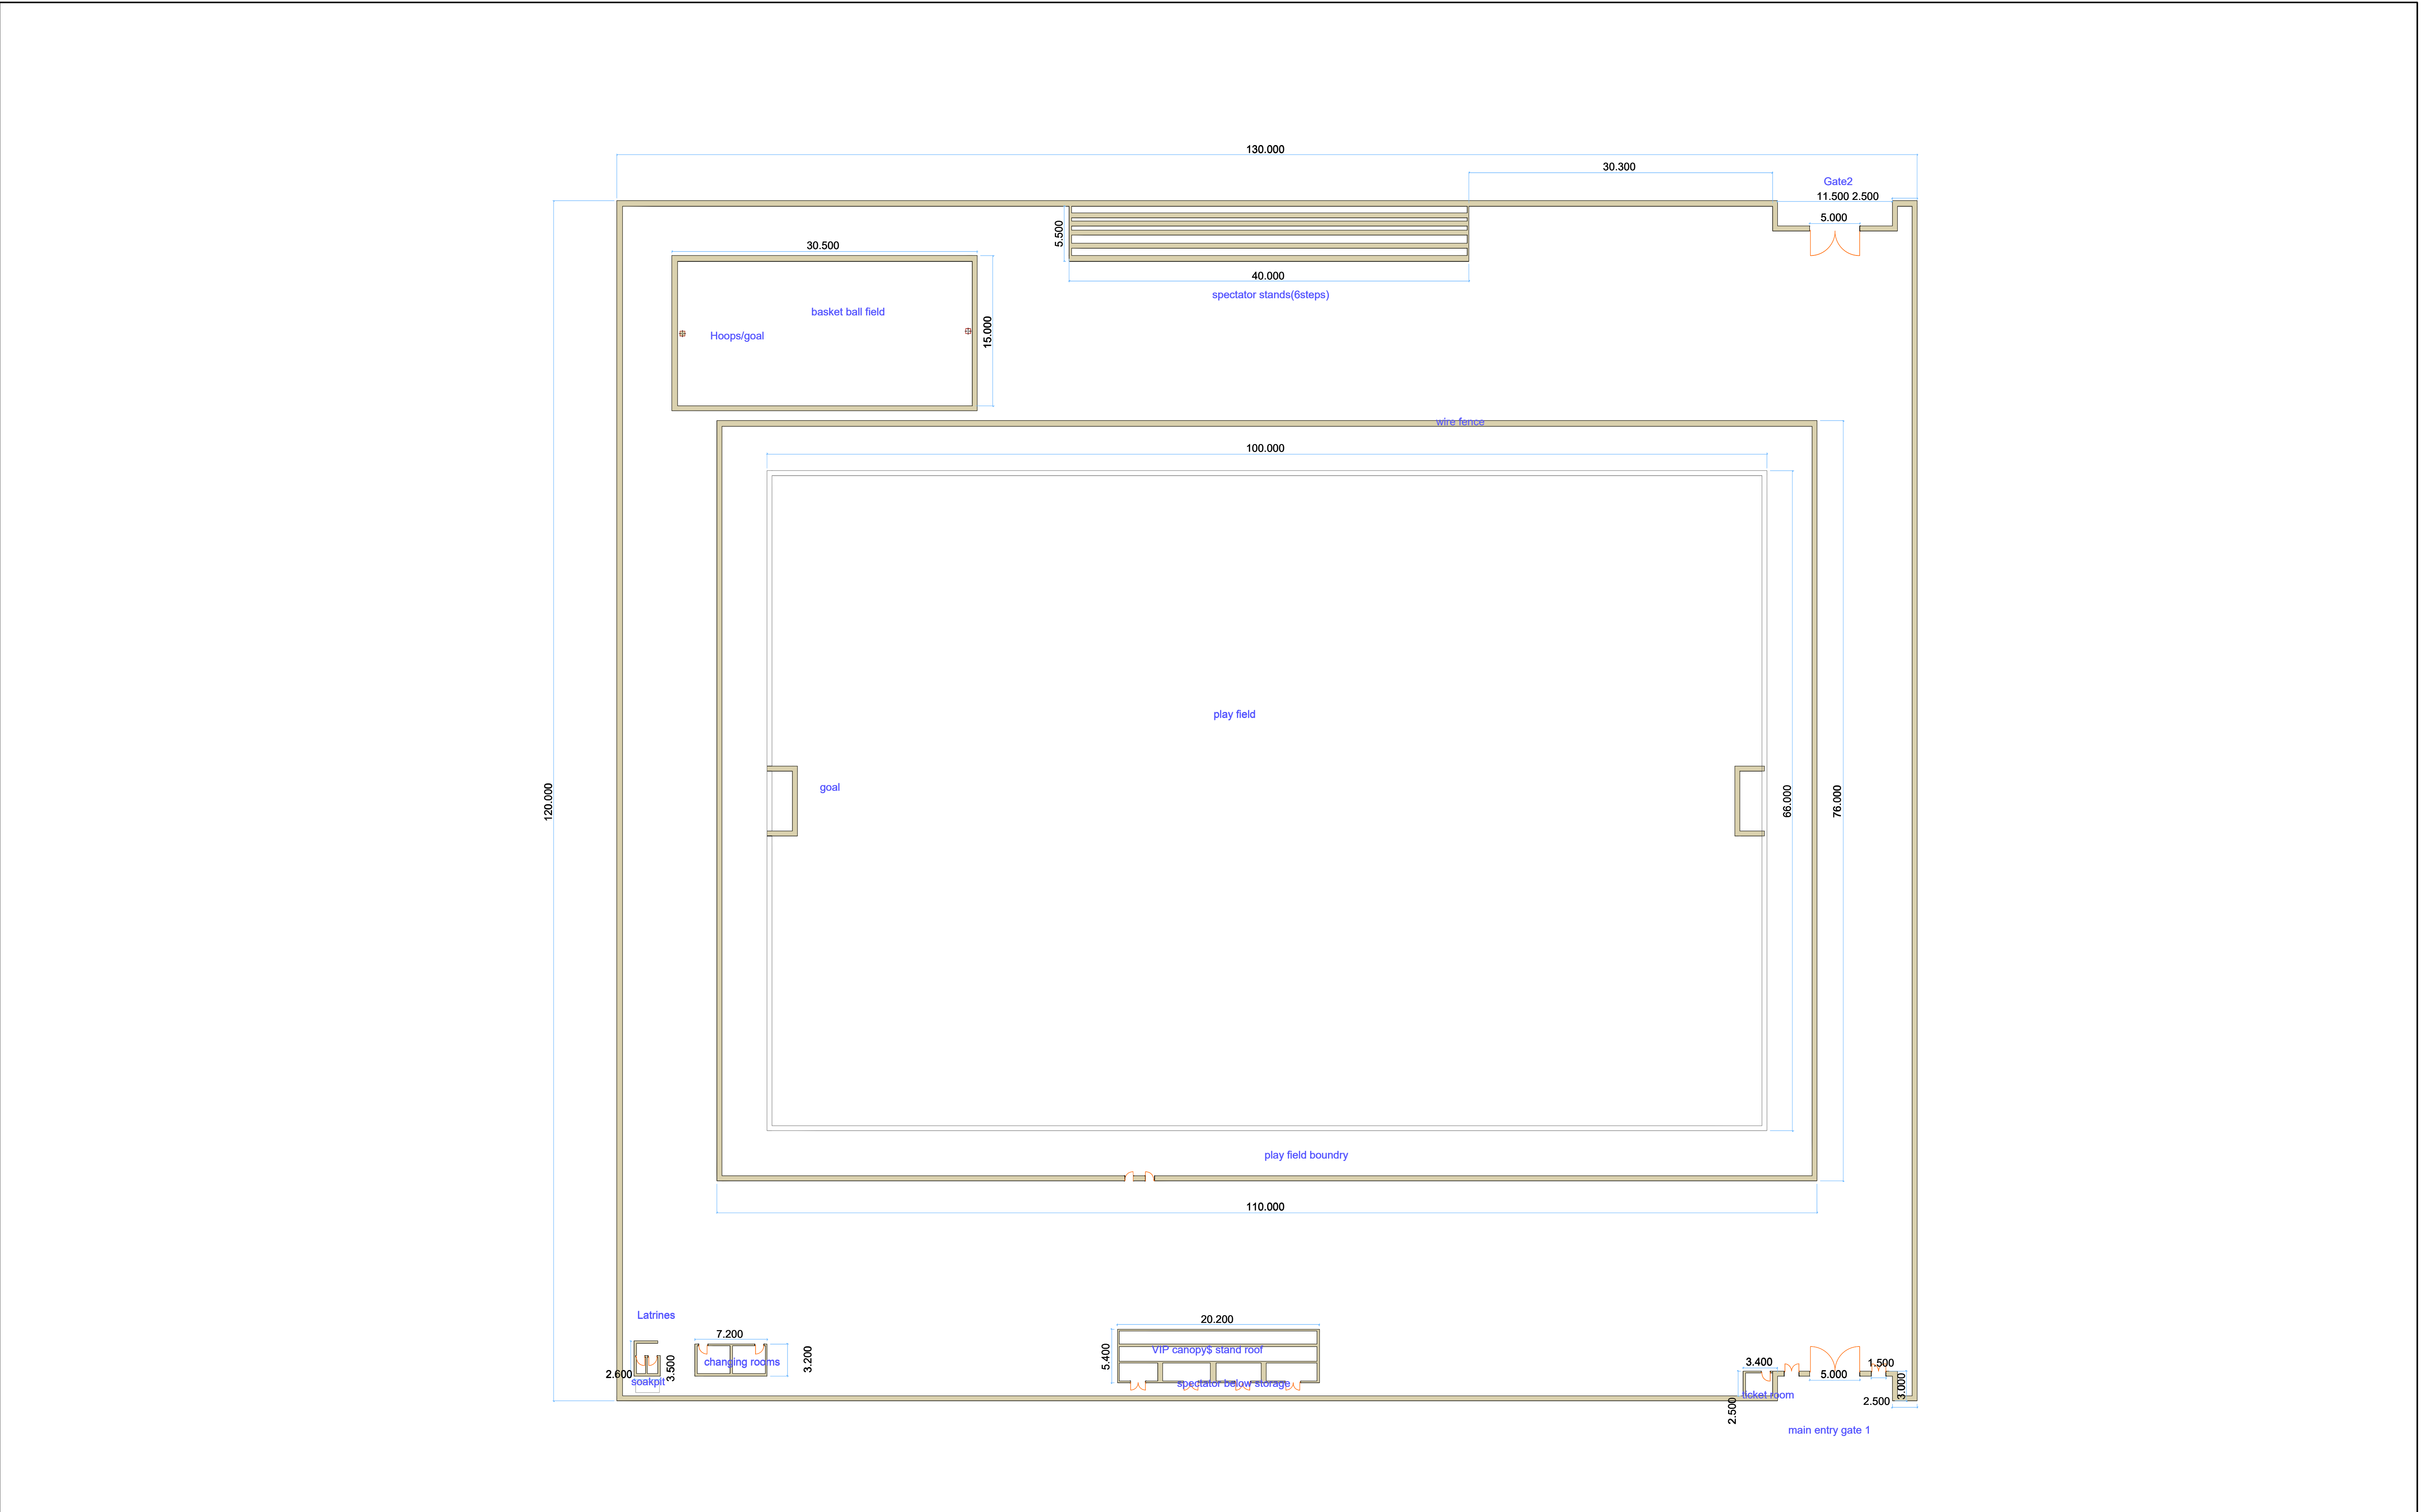 130.000
30.300
Gate2
11.500 2.500
5.000
5.500
30.500
40.000
spectator stands(6steps)
basket ball field
Hoops/goal
15.000
wire fence
100.000
play field
goal
120.000
66.000
76.000
play field boundry
110.000
Latrines
20.200
7.200
VIP canopy$ stand roof
5.400
changing rooms
3.200
3.500
2.600
soakpit
spectator below storage
3.400
1.500
5.000
3.000
ticket room
2.500
2.500
main entry gate 1